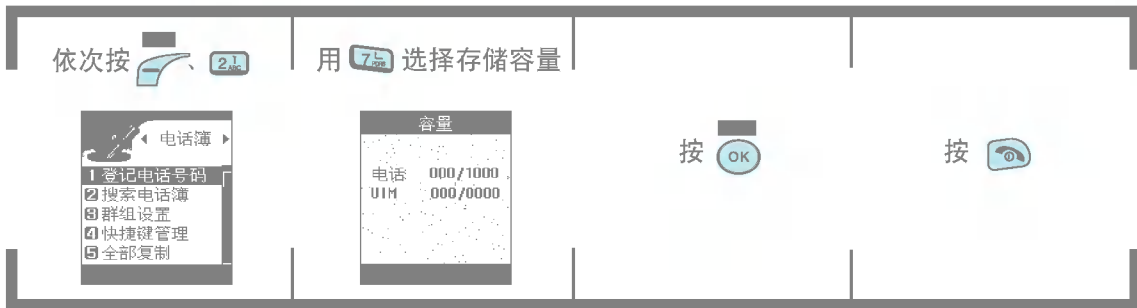 依次按 、 2 ABC
电话簿
1 登记电话号码
2 搜索电话簿
3 群组设置
4 快捷键管理
5 全部复制
用 7 选择存储容量
容量
电话 000/1000
UIM 000/0000
按 OK
按